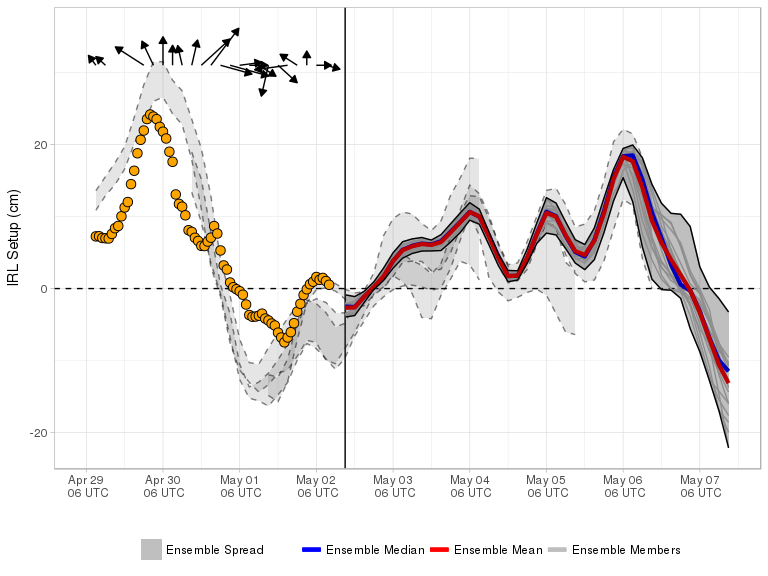 IRL Setup (cm)
20
0
-20
Apr 29 Apr 30 May 01 May 02 May 03 May 04 May 05 May 06 May 07
06 UTC 06 UTC 06 UTC 06 UTC 06 UTC 06 UTC 06 UTC 06 UTC 06 UTC
Ensemble Spread Ensemble Median Ensemble Mean Ensemble Members